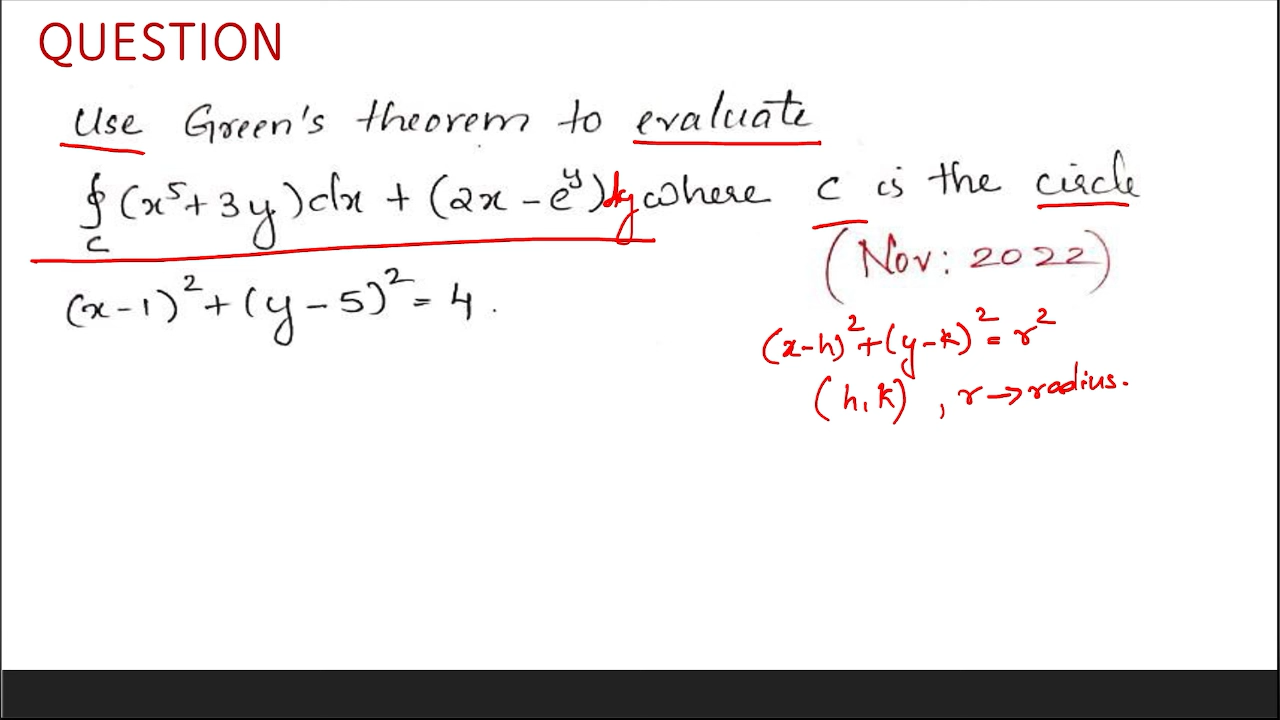 QUESTION
Use Green's theorem to evaluate
∮_C (x⁵ + 3y)dx + (2x - e^y)dy where C is the circle
(Nov: 2022)
(x-1)² + (y-5)² = 4.
(x-h)² + (y-k)² = r²
(h,k) , r → radius.